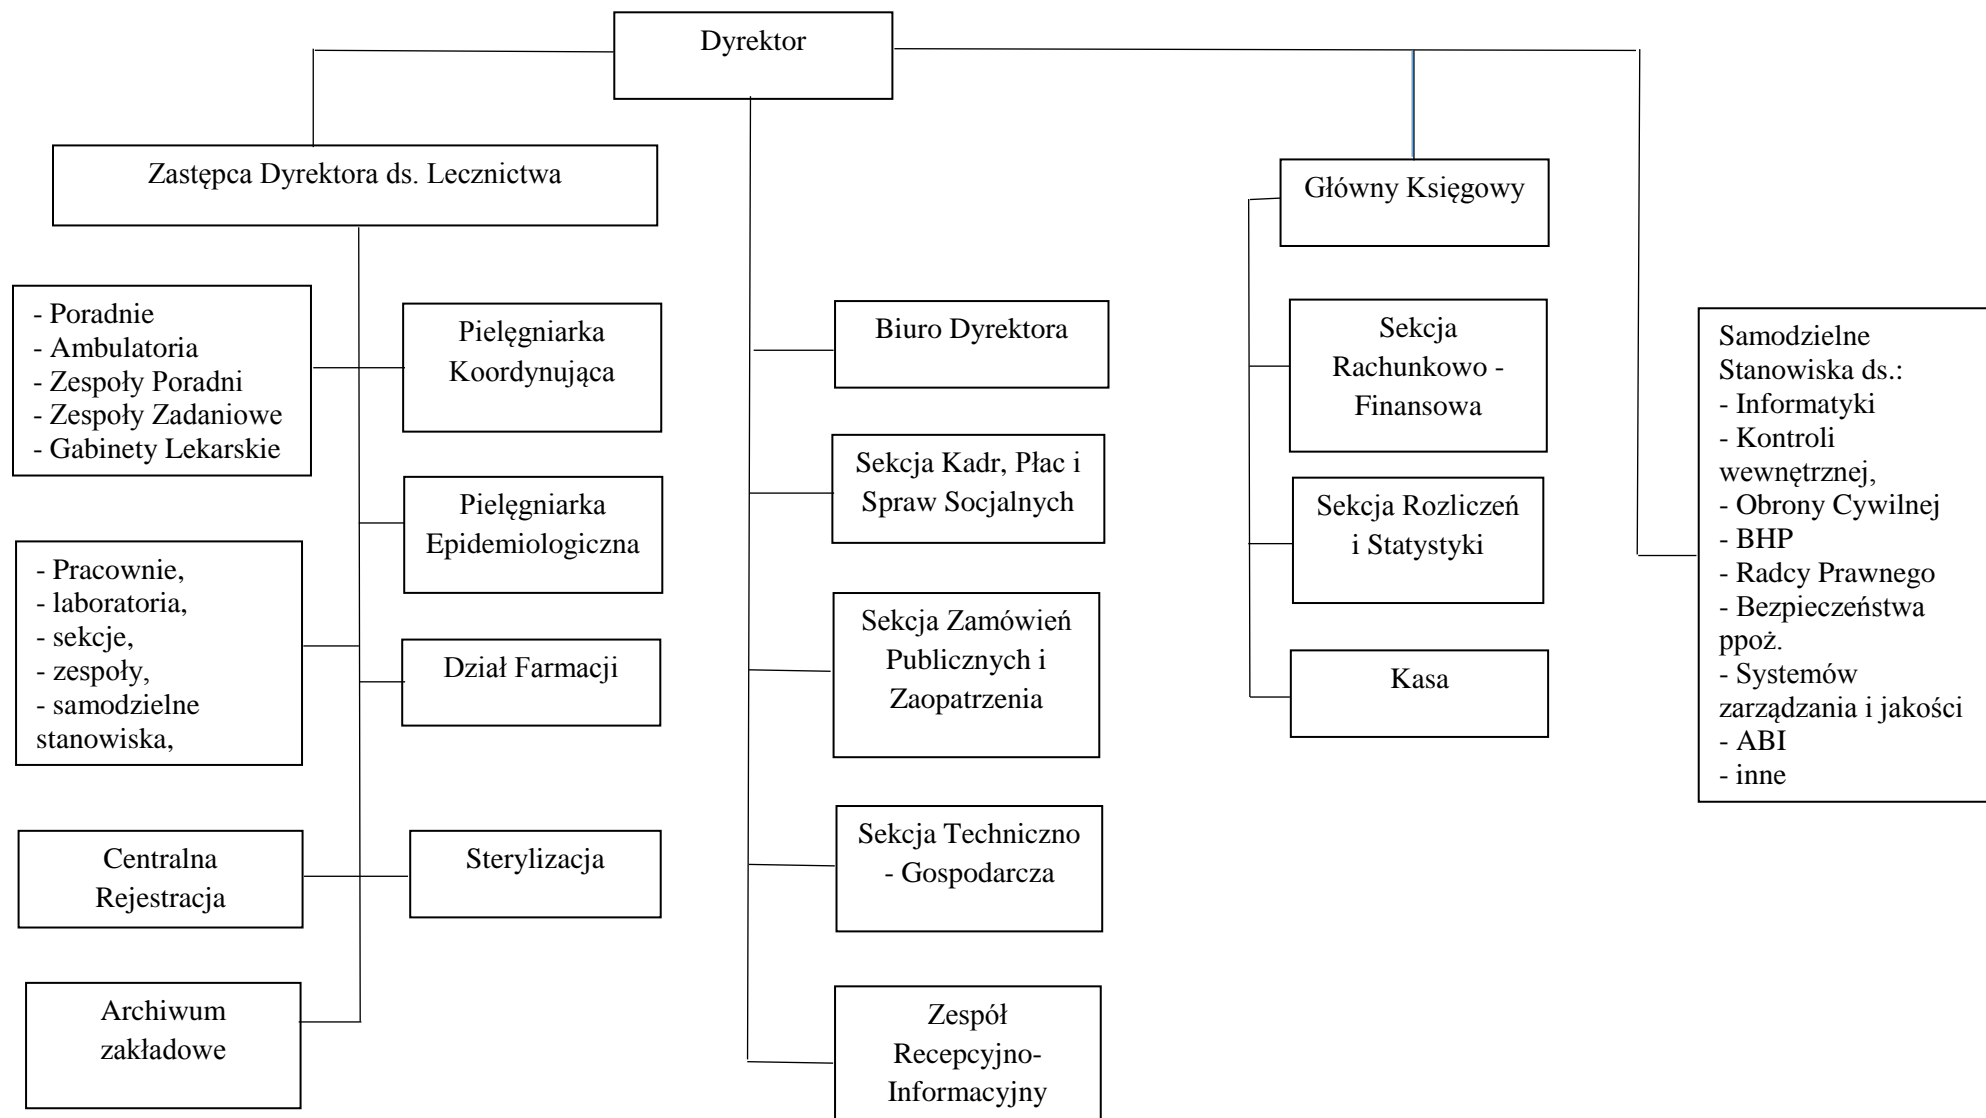 Dyrektor
Zastępca Dyrektora ds. Lecznictwa
- Poradnie
- Ambulatoria
- Zespoły Poradni
- Zespoły Zadaniowe
- Gabinety Lekarskie
Pielęgniarka
Koordynująca
Pielęgniarka
Epidemiologiczna
- Pracownie,
- laboratoria,
- sekcje,
- zespoły,
- samodzielne
stanowiska,
Dział Farmacji
Centralna
Rejestracja
Sterylizacja
Archiwum
zakładowe
Biuro Dyrektora
Sekcja Kadr, Płac i
Spraw Socjalnych
Sekcja Zamówień
Publicznych i
Zaopatrzenia
Sekcja Techniczno
- Gospodarcza
Zespół
Recepcyjno-
Informacyjny
Główny Księgowy
Sekcja
Rachunkowo -
Finansowa
Sekcja Rozliczeń
i Statystyki
Kasa
Samodzielne
Stanowiska ds.:
- Informatyki
- Kontroli
wewnętrznej,
- Obrony Cywilnej
- BHP
- Radcy Prawnego
- Bezpieczeństwa
ppoż.
- Systemów
zarządzania i jakości
- ABI
- inne